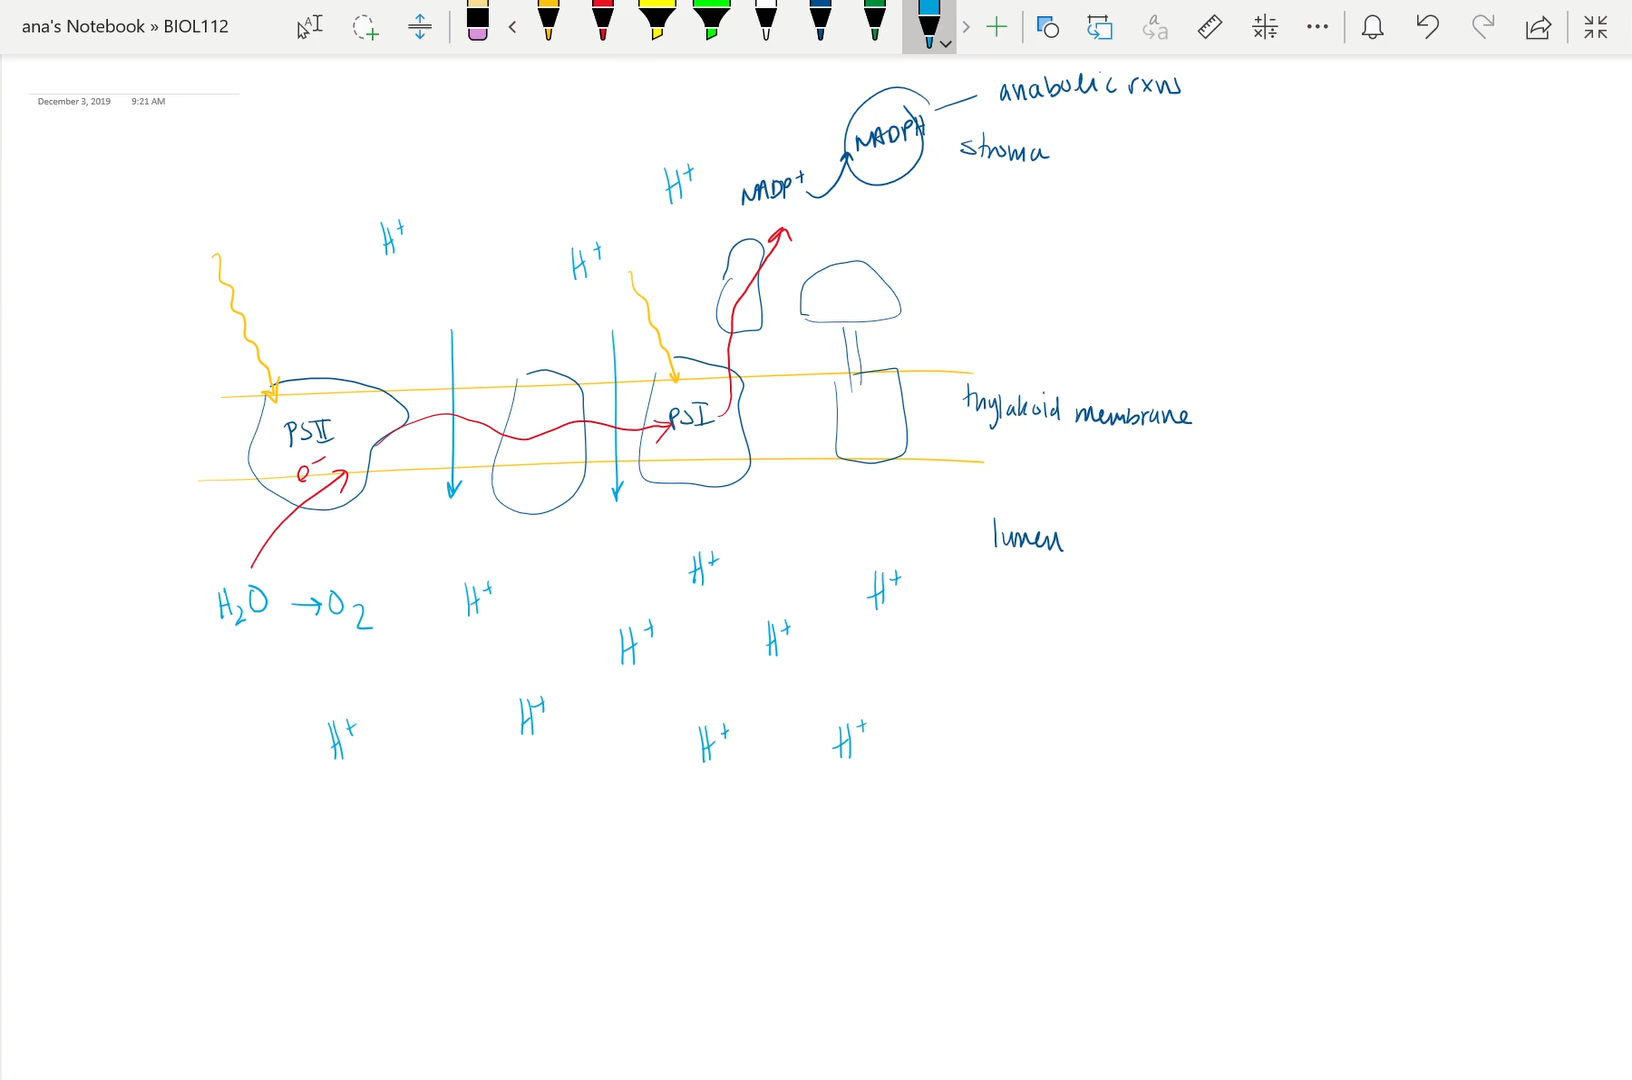 ana's Notebook » BIOL112
December 3, 2019 9:21 AM
anabolic rxns
NADPH
stroma
H⁺
NADP⁺
H⁺
H⁺
PSII
PSI
thylakoid membrane
e⁻
lumen
H⁺
H⁺
H₂O → O₂
H⁺
H⁺
H⁺
H⁺
H⁺
H⁺
H⁺